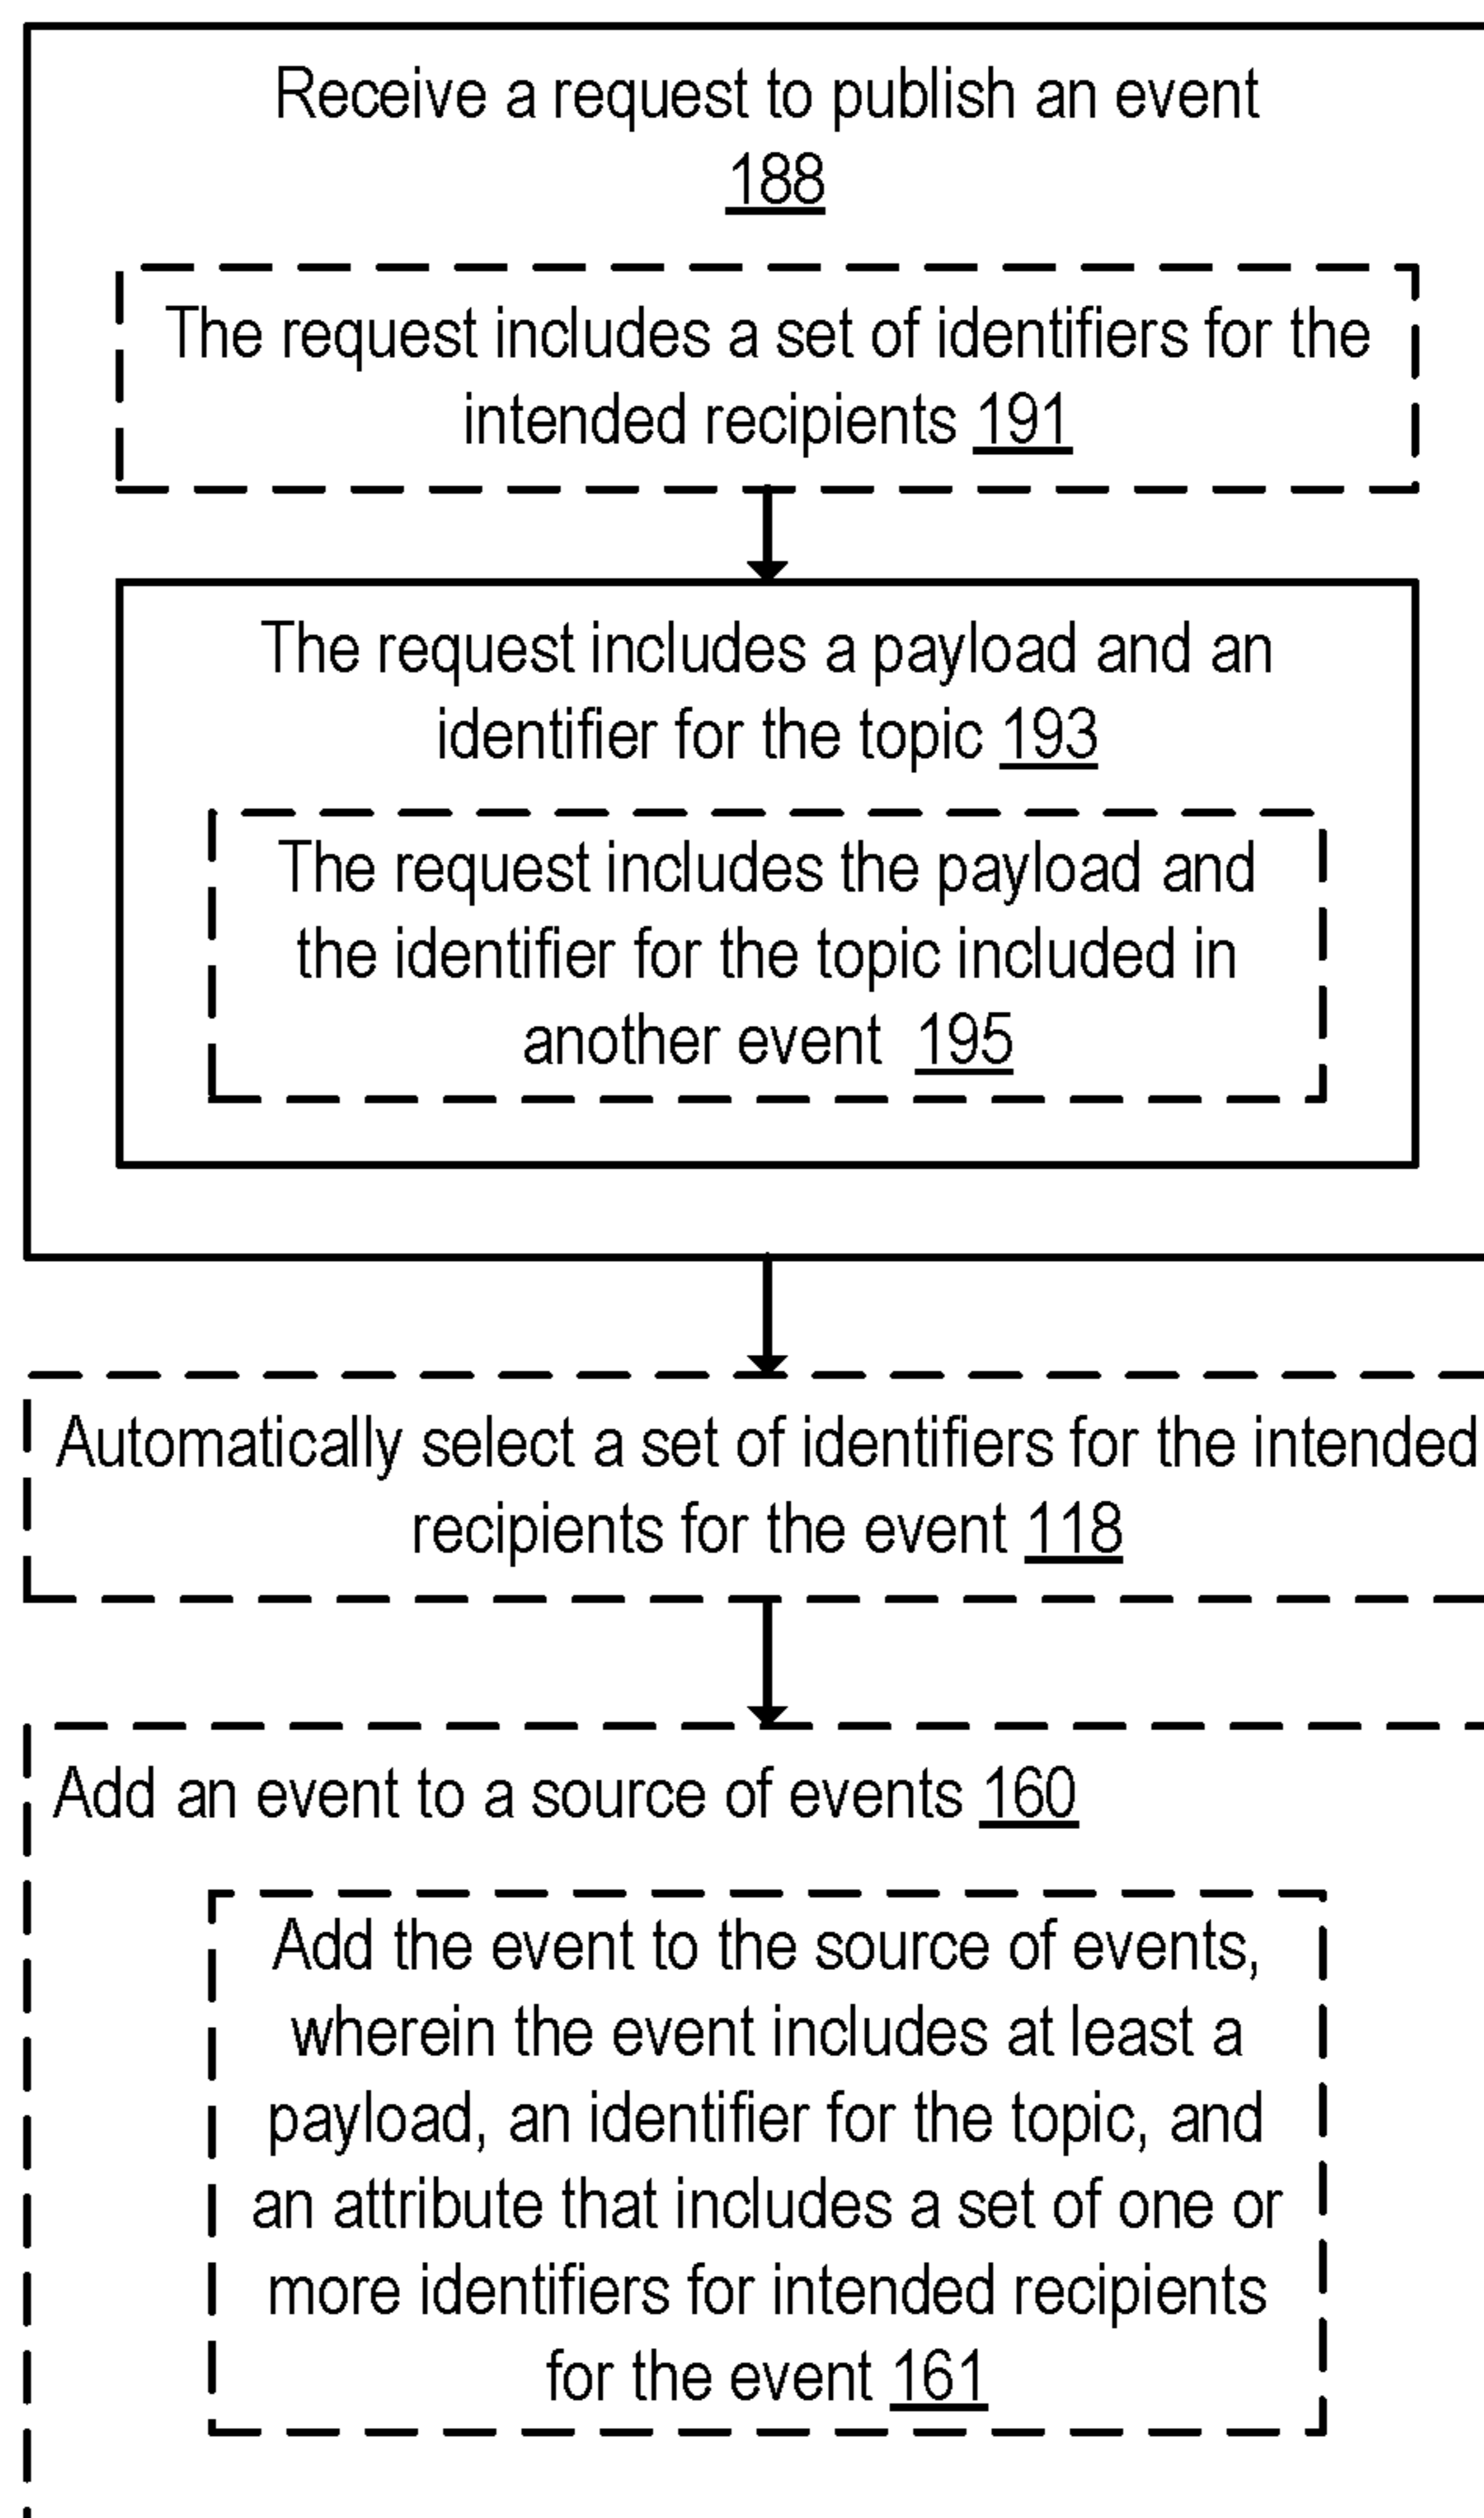 Receive a request to publish an event
188
The request includes a set of identifiers for the
intended recipients 191
The request includes a payload and an
identifier for the topic 193
The request includes the payload and
the identifier for the topic included in
another event 195
Automatically select a set of identifiers for the intended
recipients for the event 118
Add an event to a source of events 160
Add the event to the source of events,
wherein the event includes at least a
payload, an identifier for the topic, and
an attribute that includes a set of one or
more identifiers for intended recipients
for the event 161